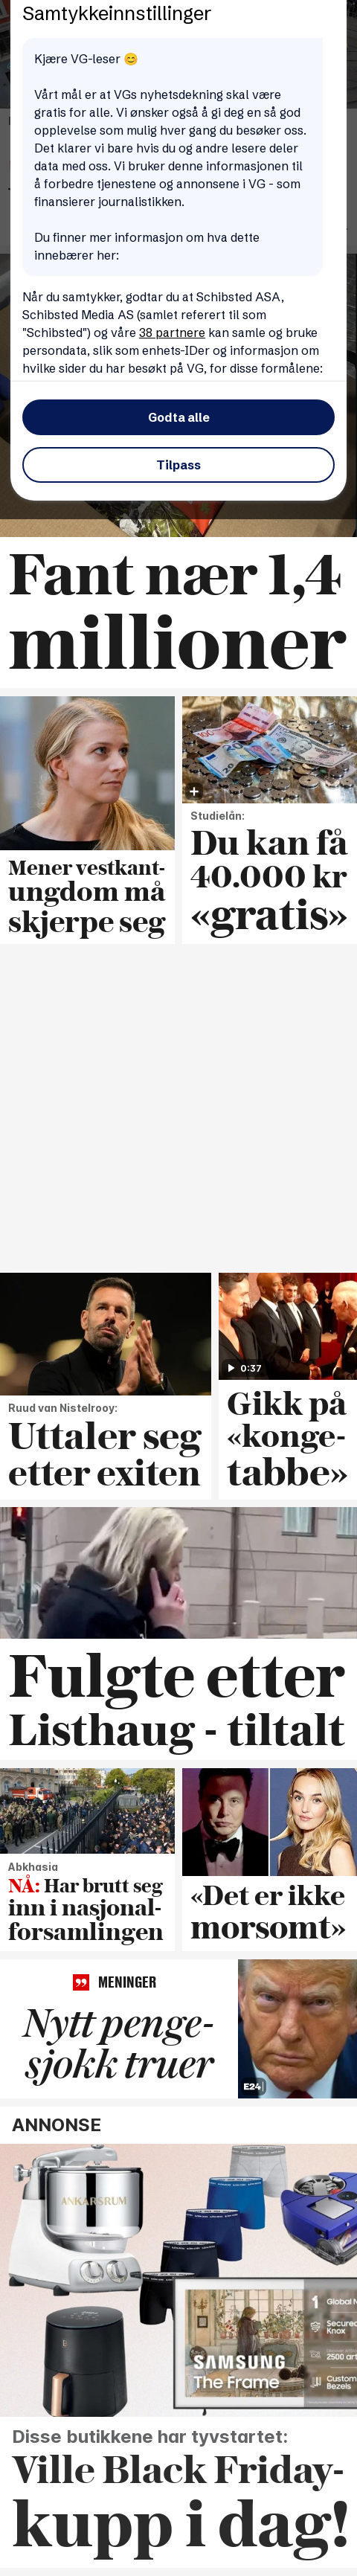 Samtykkeinnstillinger
Kjære VG-leser 😊
Vårt mål er at VGs nyhetsdekning skal være
gratis for alle. Vi ønsker også å gi deg en så god
opplevelse som mulig hver gang du besøker oss.
Det klarer vi bare hvis du og andre lesere deler
data med oss. Vi bruker denne informasjonen til
å forbedre tjenestene og annonsene i VG - som
finansierer journalistikken.
Du finner mer informasjon om hva dette
innebærer her:
Når du samtykker, godtar du at Schibsted ASA,
Schibsted Media AS (samlet referert til som
"Schibsted") og våre 38 partnere kan samle og bruke
persondata, slik som enhets-IDer og informasjon om
hvilke sider du har besøkt på VG, for disse formålene:
Godta alle
Tilpass
Fant nær 1,4
millioner
Mener vestkant-
ungdom må
skjerpe seg
Studielån:
Du kan få
40.000 kr
«gratis»
Ruud van Nistelrooy:
Uttaler seg
etter exiten
0:37
Gikk på
«konge-
tabbe»
Fulgte etter
Listhaug - tiltalt
Abkhasia
NÅ: Har brutt seg
inn i nasjonal-
forsamlingen
«Det er ikke
morsomt»
MENINGER
Nytt penge-
sjokk truer
E24
ANNONSE
ANKARSRUM
SAMSUNG
The Frame
1 Global N
Secured
Knox
2500 art
Custom
Bezels
Disse butikkene har tyvstartet:
Ville Black Friday-
kupp i dag!